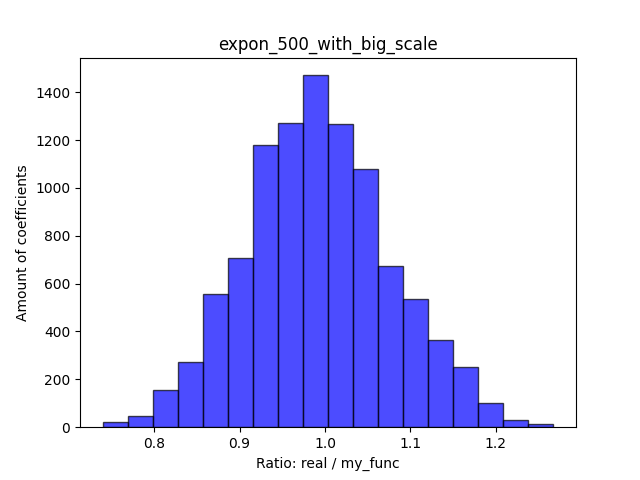 expon_500_with_big_scale
Amount of coefficients
1400
1200
1000
800
600
400
200
0
0.8 0.9 1.0 1.1 1.2
Ratio: real / my_func